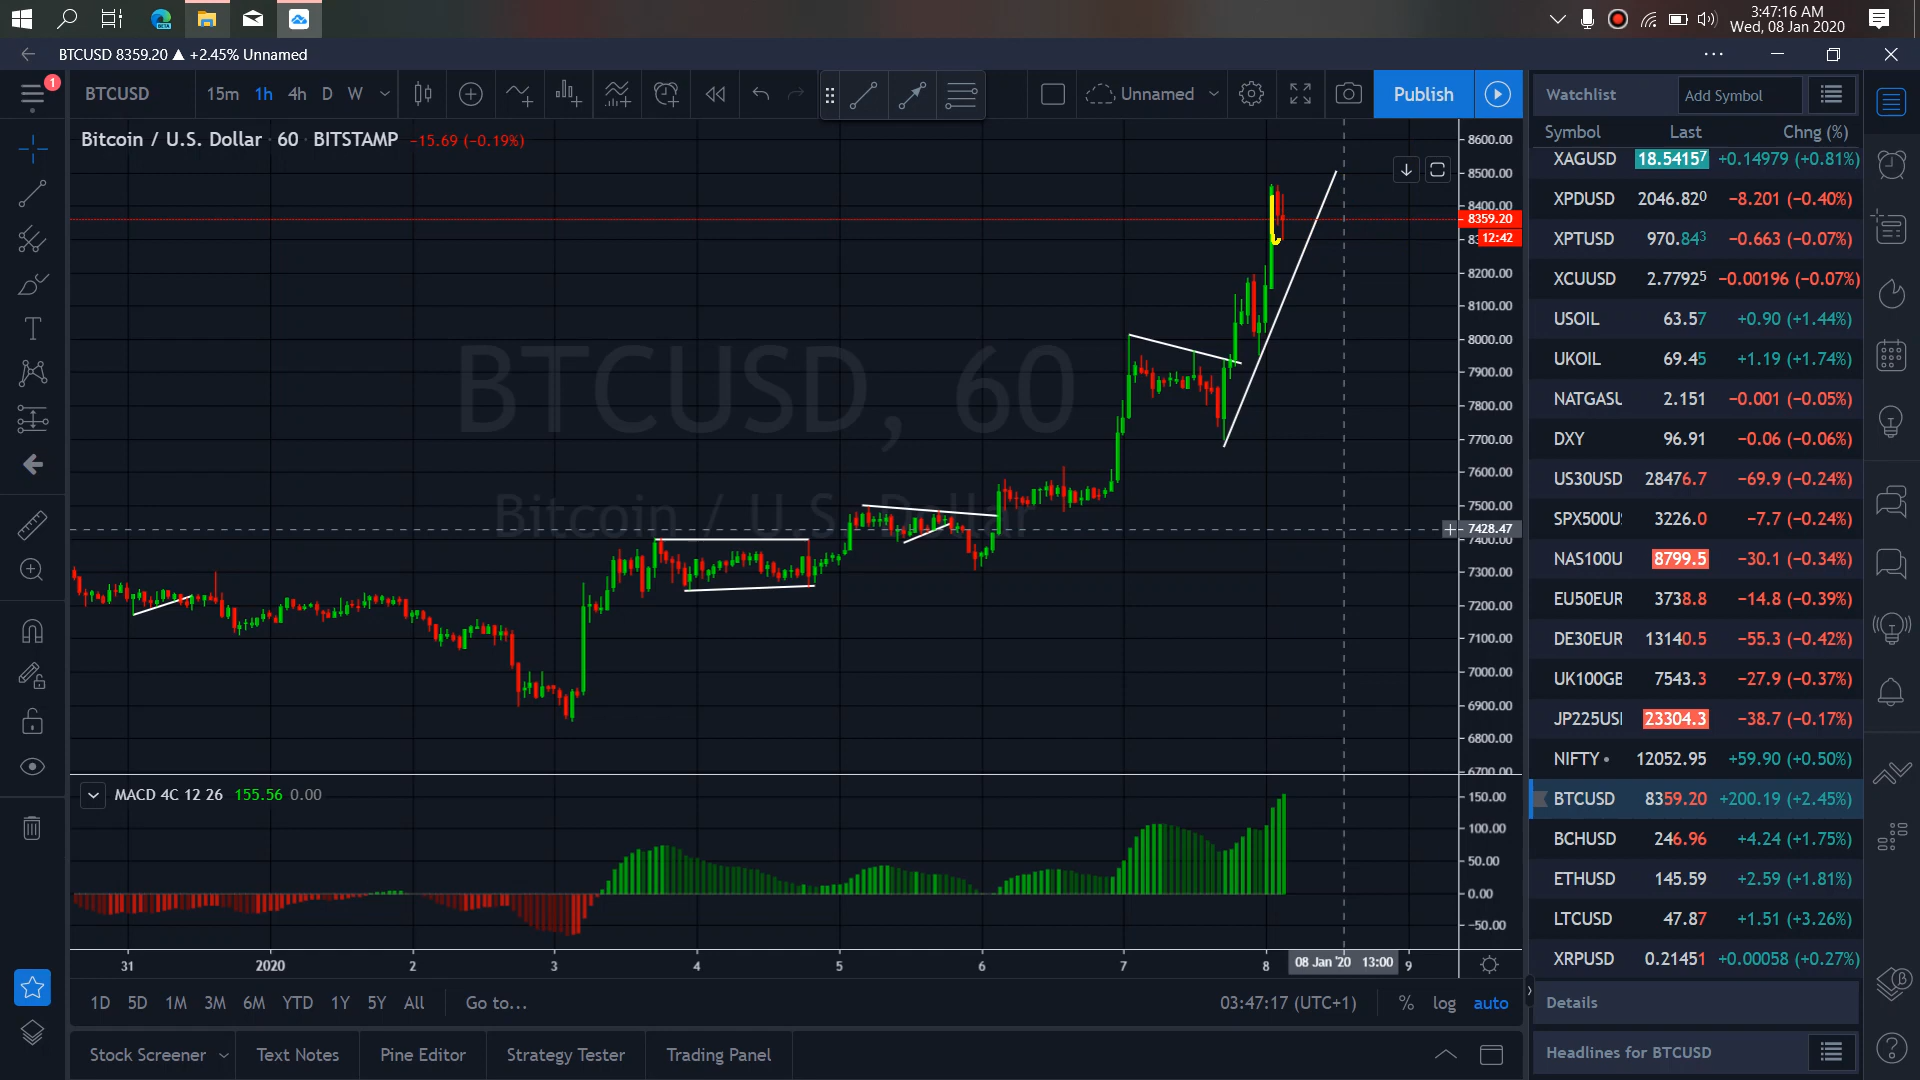 3:47:16 AM
Wed, 08 Jan 2020
BTCUSD 8359.20 ▲ +2.45% Unnamed
1
BTCUSD 15m 1h 4h D W Unnamed Publish
Bitcoin / U.S. Dollar · 60 · BITSTAMP −15.69 (−0.19%)
BTCUSD, 60
Bitcoin / U.S. Dollar
8600.00
8500.00
8400.00
8359.20
12:42
8200.00
8100.00
8000.00
7900.00
7800.00
7700.00
7600.00
7500.00
7428.47
7400.00
7300.00
7200.00
7100.00
7000.00
6900.00
6800.00
6700.00
MACD 4C 12 26 155.56 0.00
150.00
100.00
50.00
0.00
−50.00
31 2020 2 3 4 5 6 7 8 08 Jan '20 13:00 9
1D 5D 1M 3M 6M YTD 1Y 5Y All Go to... 03:47:17 (UTC+1) % log auto
Stock Screener Text Notes Pine Editor Strategy Tester Trading Panel
Watchlist Add Symbol
Symbol Last Chng (%)
XAGUSD 18.54157 +0.14979 (+0.81%)
XPDUSD 2046.820 −8.201 (−0.40%)
XPTUSD 970.843 −0.663 (−0.07%)
XCUUSD 2.77925 −0.00196 (−0.07%)
USOIL 63.57 +0.90 (+1.44%)
UKOIL 69.45 +1.19 (+1.74%)
NATGASU 2.151 −0.001 (−0.05%)
DXY 96.91 −0.06 (−0.06%)
US30USD 28476.7 −69.9 (−0.24%)
SPX500U 3226.0 −7.7 (−0.24%)
NAS100U 8799.5 −30.1 (−0.34%)
EU50EUR 3738.8 −14.8 (−0.39%)
DE30EUR 13140.5 −55.3 (−0.42%)
UK100GB 7543.3 −27.9 (−0.37%)
JP225US 23304.3 −38.7 (−0.17%)
NIFTY • 12052.95 +59.90 (+0.50%)
BTCUSD 8359.20 +200.19 (+2.45%)
BCHUSD 246.96 +4.24 (+1.75%)
ETHUSD 145.59 +2.59 (+1.81%)
LTCUSD 47.87 +1.51 (+3.26%)
XRPUSD 0.21451 +0.00058 (+0.27%)
Details
Headlines for BTCUSD